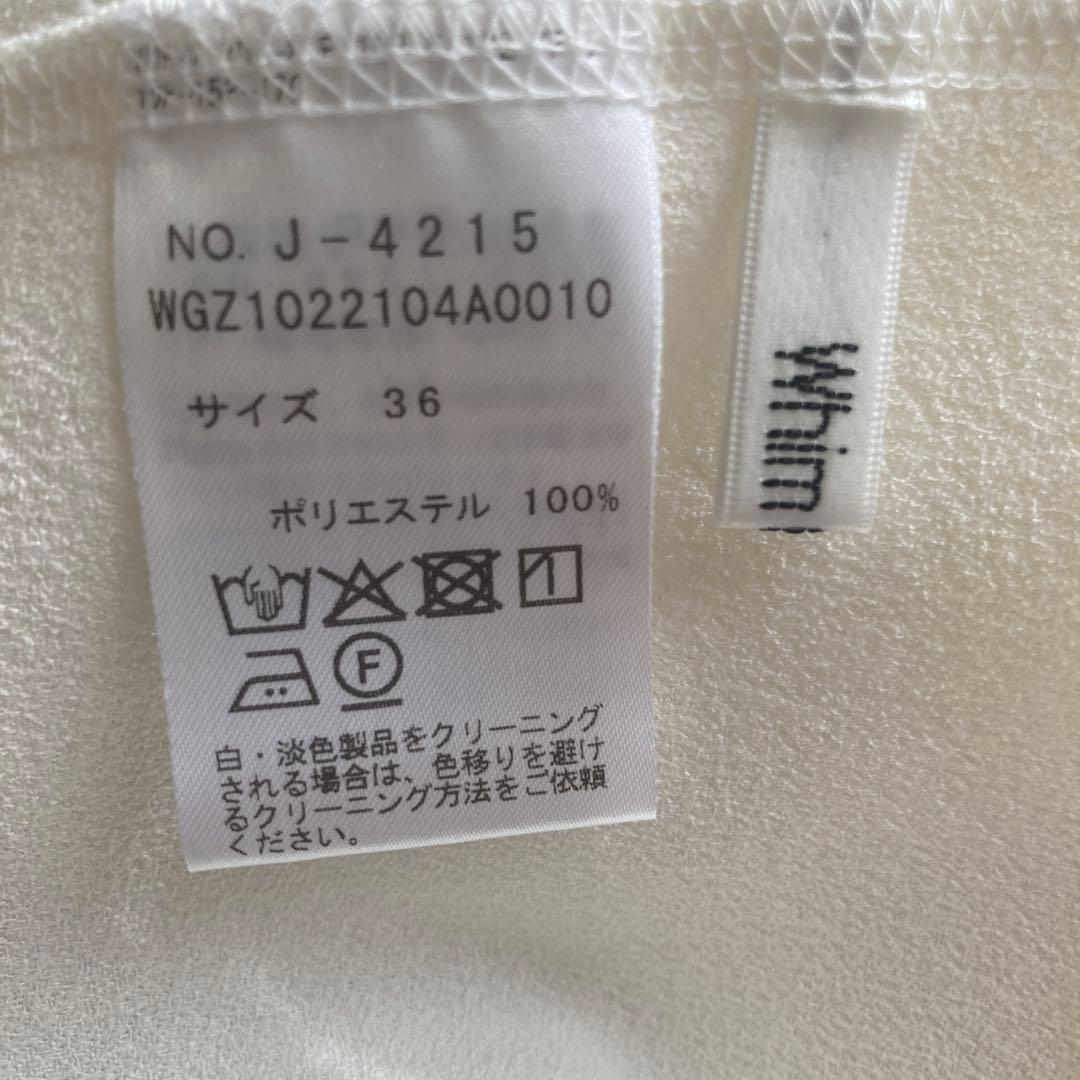 NO. J-4215
WGZ1022104A0010
サイズ 36
ポリエステル 100%
F
白・淡色製品をクリーニング
される場合は、色移りを避け
るクリーニング方法をご依頼
ください。
Whim